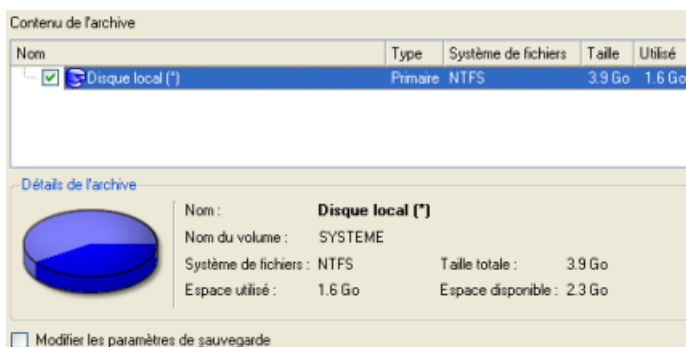 Contenu de l'archive
Nom Type Système de fichiers Taille Utilisé
Disque local (*) Primaire NTFS 3.9 Go 1.6 Go
Détails de l'archive
Nom : Disque local (*)
Nom du volume : SYSTEME
Système de fichiers : NTFS Taille totale : 3.9 Go
Espace utilisé : 1.6 Go Espace disponible : 2.3 Go
Modifier les paramètres de sauvegarde